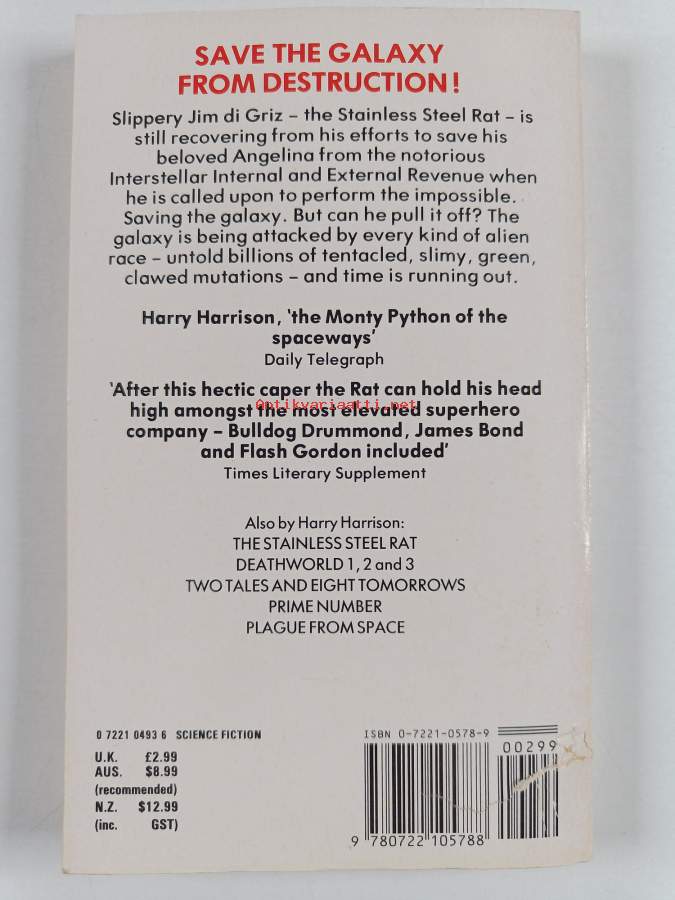 SAVE THE GALAXY
FROM DESTRUCTION!
Slippery Jim di Griz – the Stainless Steel Rat – is
still recovering from his efforts to save his
beloved Angelina from the notorious
Interstellar Internal and External Revenue when
he is called upon to perform the impossible.
Saving the galaxy. But can he pull it off? The
galaxy is being attacked by every kind of alien
race – untold billions of tentacled, slimy, green,
clawed mutations – and time is running out.
Harry Harrison, 'the Monty Python of the
spaceways'
Daily Telegraph
'After this hectic caper the Rat can hold his head
high amongst the most elevated superhero
Antikvariaatti.net
company – Bulldog Drummond, James Bond
and Flash Gordon included'
Times Literary Supplement
Also by Harry Harrison:
THE STAINLESS STEEL RAT
DEATHWORLD 1, 2 and 3
TWO TALES AND EIGHT TOMORROWS
PRIME NUMBER
PLAGUE FROM SPACE
0 7221 0493 6 SCIENCE FICTION
U.K. £2.99
AUS. $8.99
(recommended)
N.Z. $12.99
(inc. GST)
ISBN 0-7221-0578-9
00299
9 780722 105788